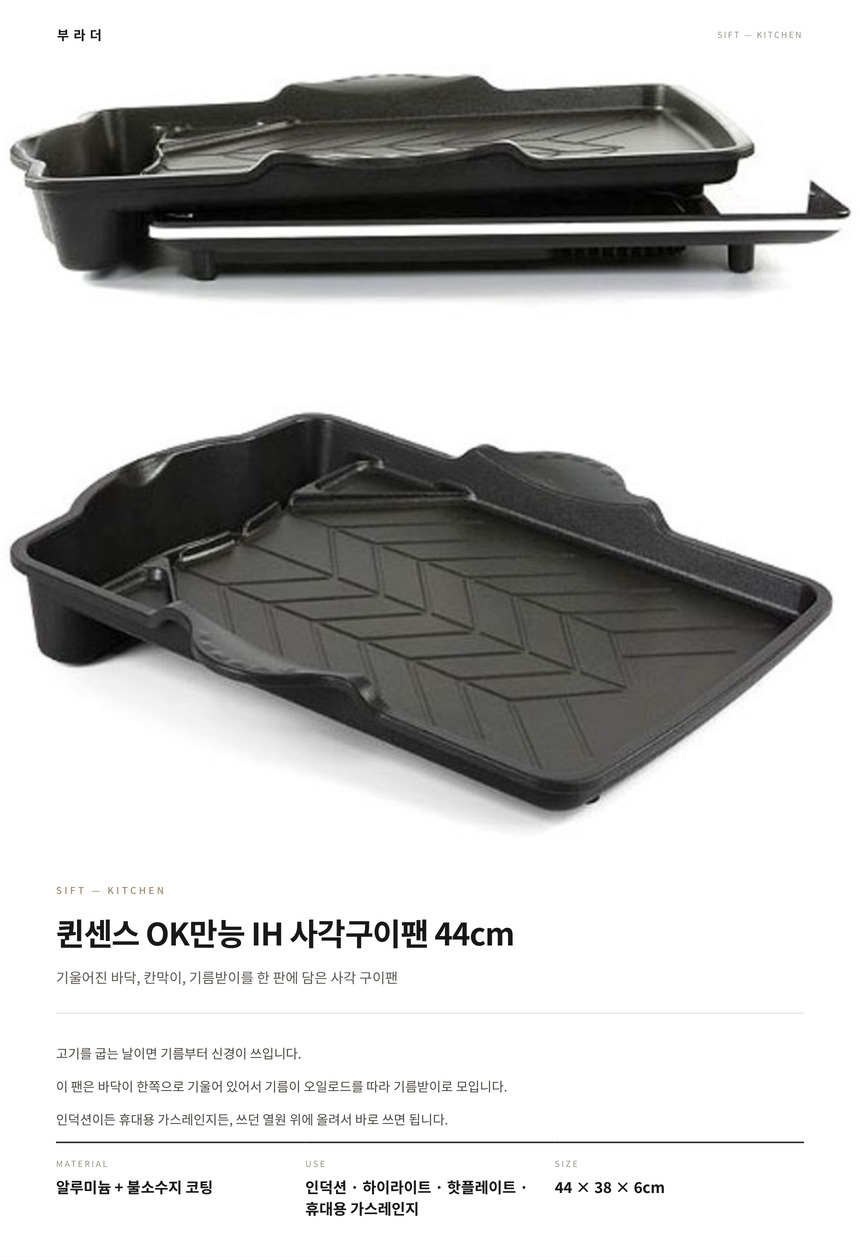 부라더
SIFT — KITCHEN
SIFT — KITCHEN
퀸센스 OK만능 IH 사각구이팬 44cm
기울어진 바닥, 칸막이, 기름받이를 한 판에 담은 사각 구이팬
고기를 굽는 날이면 기름부터 신경이 쓰입니다.
이 팬은 바닥이 한쪽으로 기울어 있어서 기름이 오일로드를 따라 기름받이로 모입니다.
인덕션이든 휴대용 가스레인지든, 쓰던 열원 위에 올려서 바로 쓰면 됩니다.
MATERIAL
알루미늄 + 불소수지 코팅
USE
인덕션 · 하이라이트 · 핫플레이트 ·
휴대용 가스레인지
SIZE
44 × 38 × 6cm